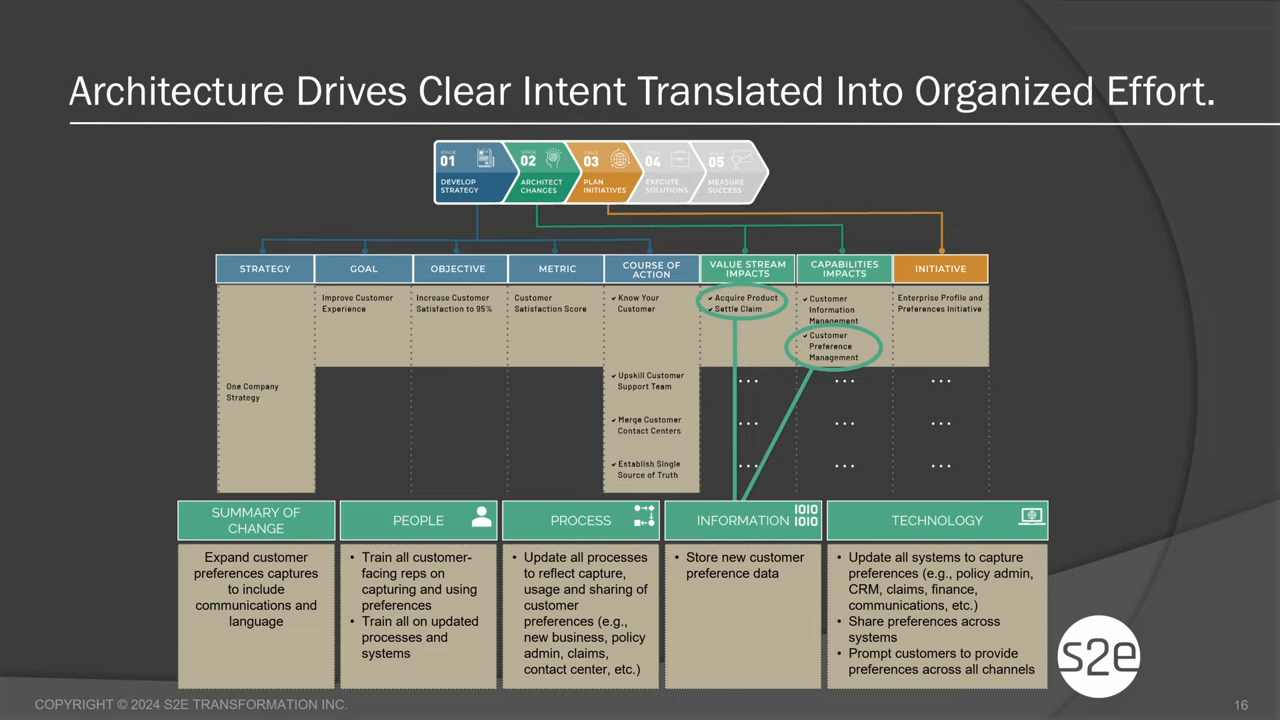 Architecture Drives Clear Intent Translated Into Organized Effort.
STAGE
01
DEVELOP
STRATEGY
STAGE
02
ARCHITECT
CHANGES
STAGE
03
PLAN
INITIATIVES
STAGE
04
EXECUTE
SOLUTIONS
STAGE
05
MEASURE
SUCCESS
STRATEGY
GOAL
OBJECTIVE
METRIC
COURSE OF
ACTION
VALUE STREAM
IMPACTS
CAPABILITIES
IMPACTS
INITIATIVE
One Company
Strategy
Improve Customer
Experience
Increase Customer
Satisfaction to 95%
Customer
Satisfaction Score
✓ Know Your
Customer
✓ Upskill Customer
Support Team
✓ Merge Customer
Contact Centers
✓ Establish Single
Source of Truth
✓ Acquire Product
✓ Settle Claim
...
...
...
✓ Customer
Information
Management
✓ Customer
Preference
Management
...
...
...
Enterprise Profile and
Preferences Initiative
...
...
...
SUMMARY OF
CHANGE
Expand customer
preferences captures
to include
communications and
language
PEOPLE
• Train all customer-
facing reps on
capturing and using
preferences
• Train all on updated
processes and
systems
PROCESS
• Update all processes
to reflect capture,
usage and sharing of
customer
preferences (e.g.,
new business, policy
admin, claims,
contact center, etc.)
INFORMATION
1010
1010
• Store new customer
preference data
TECHNOLOGY
• Update all systems to capture
preferences (e.g., policy admin,
CRM, claims, finance,
communications, etc.)
• Share preferences across
systems
• Prompt customers to provide
preferences across all channels
s2e
COPYRIGHT © 2024 S2E TRANSFORMATION INC.
16